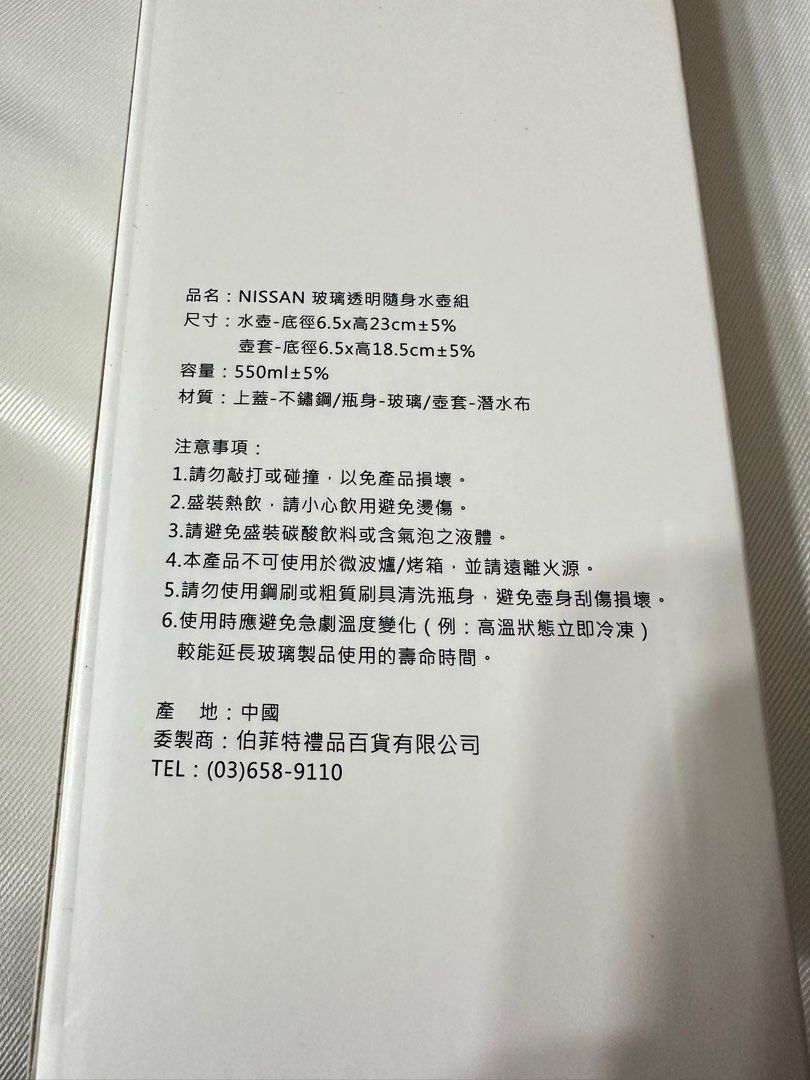 品名：NISSAN 玻璃透明隨身水壺組
尺寸：水壺-底徑6.5x高23cm±5%
壺套-底徑6.5x高18.5cm±5%
容量：550ml±5%
材質：上蓋-不鏽鋼/瓶身-玻璃/壺套-潛水布
注意事項：
1.請勿敲打或碰撞，以免產品損壞。
2.盛裝熱飲，請小心飲用避免燙傷。
3.請避免盛裝碳酸飲料或含氣泡之液體。
4.本產品不可使用於微波爐/烤箱，並請遠離火源。
5.請勿使用鋼刷或粗質刷具清洗瓶身，避免壺身刮傷損壞。
6.使用時應避免急劇溫度變化（例：高溫狀態立即冷凍）
較能延長玻璃製品使用的壽命時間。
產　地：中國
委製商：伯菲特禮品百貨有限公司
TEL：(03)658-9110